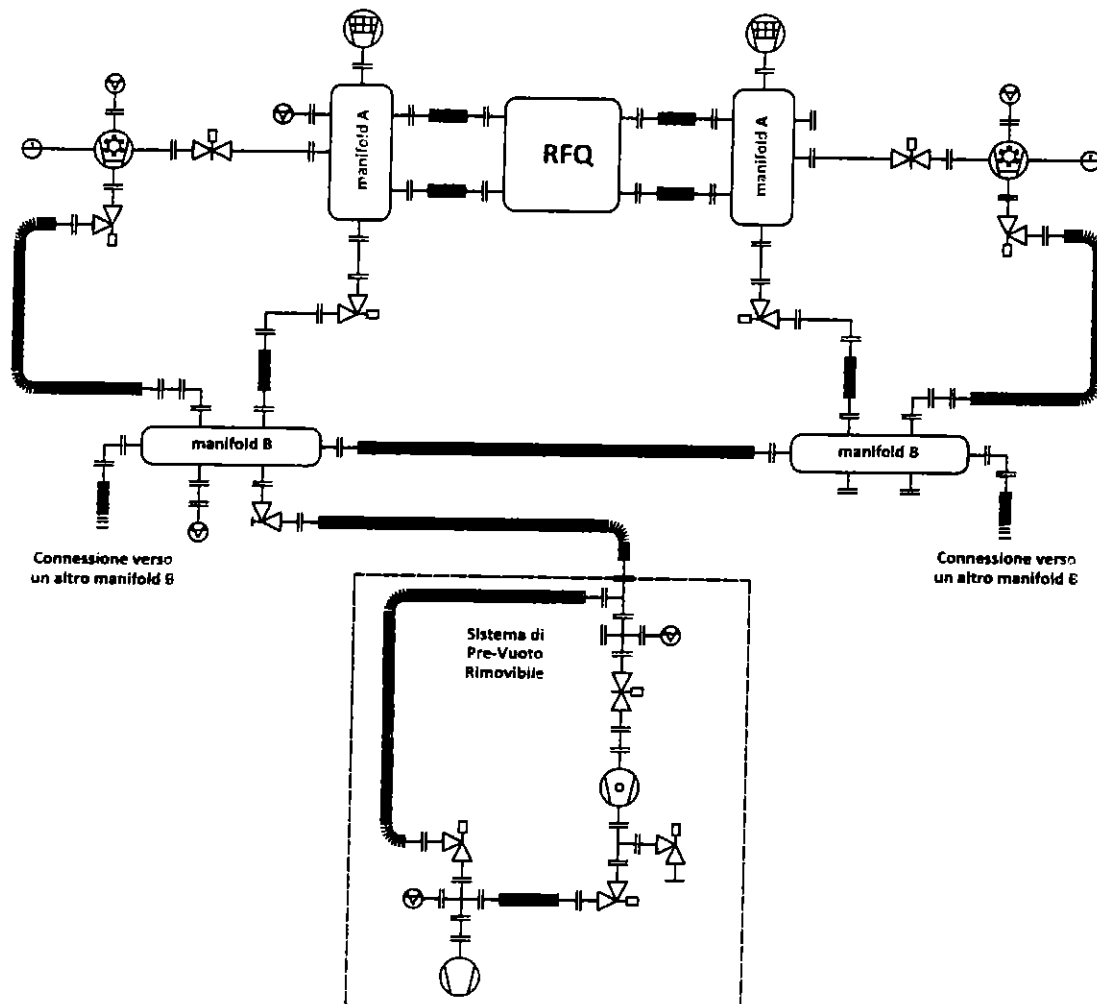 manifold A
RFQ
manifold A
manifold B
manifold B
Connessione verso
un altro manifold B
Connessione verso
un altro manifold B
Sistema di
Pre-Vuoto
Rimovibile